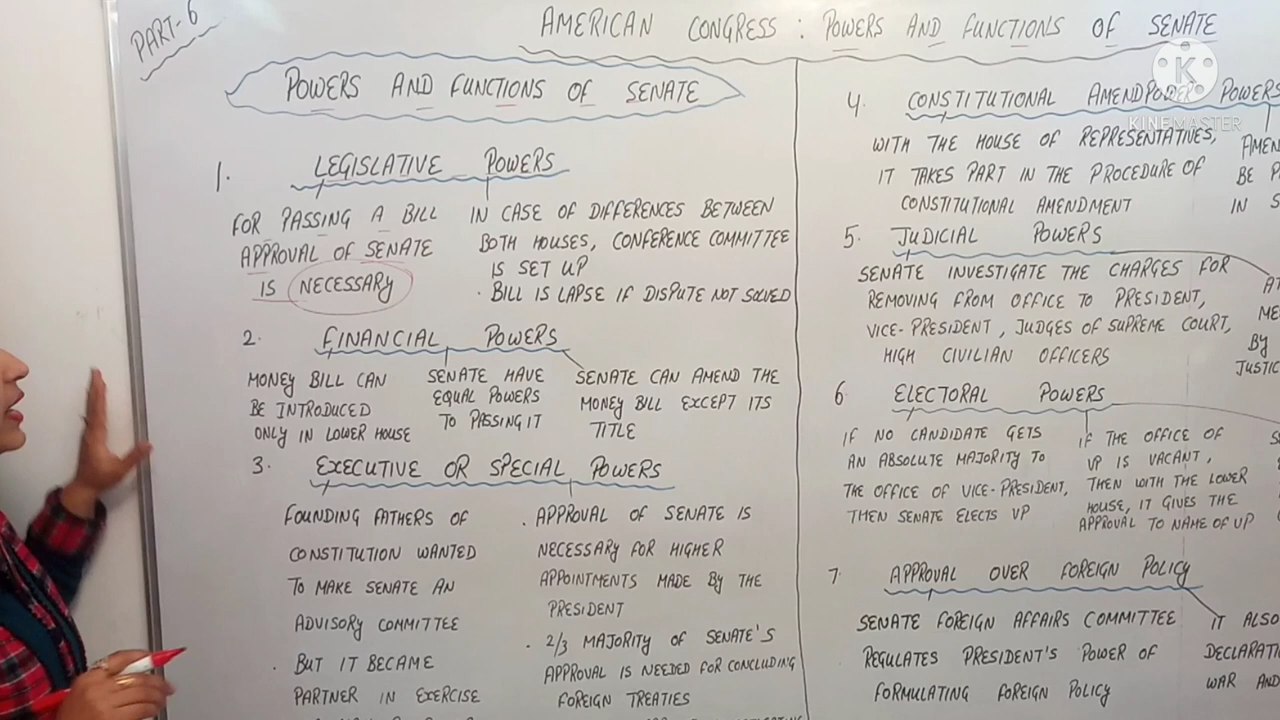 PART-6
AMERICAN CONGRESS : POWERS AND FUNCTIONS OF SENATE
POWERS AND FUNCTIONS OF SENATE
1. LEGISLATIVE POWERS
FOR PASSING A BILL
APPROVAL OF SENATE
IS NECESSARY
IN CASE OF DIFFERENCES BETWEEN
BOTH HOUSES, CONFERENCE COMMITTEE
IS SET UP
· BILL IS LAPSE IF DISPUTE NOT SOLVED
2. FINANCIAL POWERS
MONEY BILL CAN
BE INTRODUCED
ONLY IN LOWER HOUSE
SENATE HAVE
EQUAL POWERS
TO PASSING IT
SENATE CAN AMEND THE
MONEY BILL EXCEPT ITS
TITLE
3. EXECUTIVE OR SPECIAL POWERS
FOUNDING FATHERS OF
CONSTITUTION WANTED
TO MAKE SENATE AN
ADVISORY COMMITTEE
· BUT IT BECAME
PARTNER IN EXERCISE
· APPROVAL OF SENATE IS
NECESSARY FOR HIGHER
APPOINTMENTS MADE BY THE
PRESIDENT
· 2/3 MAJORITY OF SENATE'S
APPROVAL IS NEEDED FOR CONCLUDING
FOREIGN TREATIES
4. CONSTITUTIONAL AMENDPOWER POWERS
WITH THE HOUSE OF REPRESENTATIVES,
IT TAKES PART IN THE PROCEDURE OF
CONSTITUTIONAL AMENDMENT
AMEN
BE P
IN S
5. JUDICIAL POWERS
SENATE INVESTIGATE THE CHARGES FOR
REMOVING FROM OFFICE TO PRESIDENT,
VICE-PRESIDENT, JUDGES OF SUPREME COURT,
HIGH CIVILIAN OFFICERS
AT
ME
BY
JUSTIC
6 ELECTORAL POWERS
IF NO CANDIDATE GETS
AN ABSOLUTE MAJORITY TO
THE OFFICE OF VICE-PRESIDENT,
THEN SENATE ELECTS VP
IF THE OFFICE OF
VP IS VACANT,
THEN WITH THE LOWER
HOUSE, IT GIVES THE
APPROVAL TO NAME OF VP
7. APPROVAL OVER FOREIGN POLICY
SENATE FOREIGN AFFAIRS COMMITTEE
REGULATES PRESIDENT'S POWER OF
FORMULATING FOREIGN POLICY
IT ALSO
DECLARATI
WAR AND
K
KINEMASTER